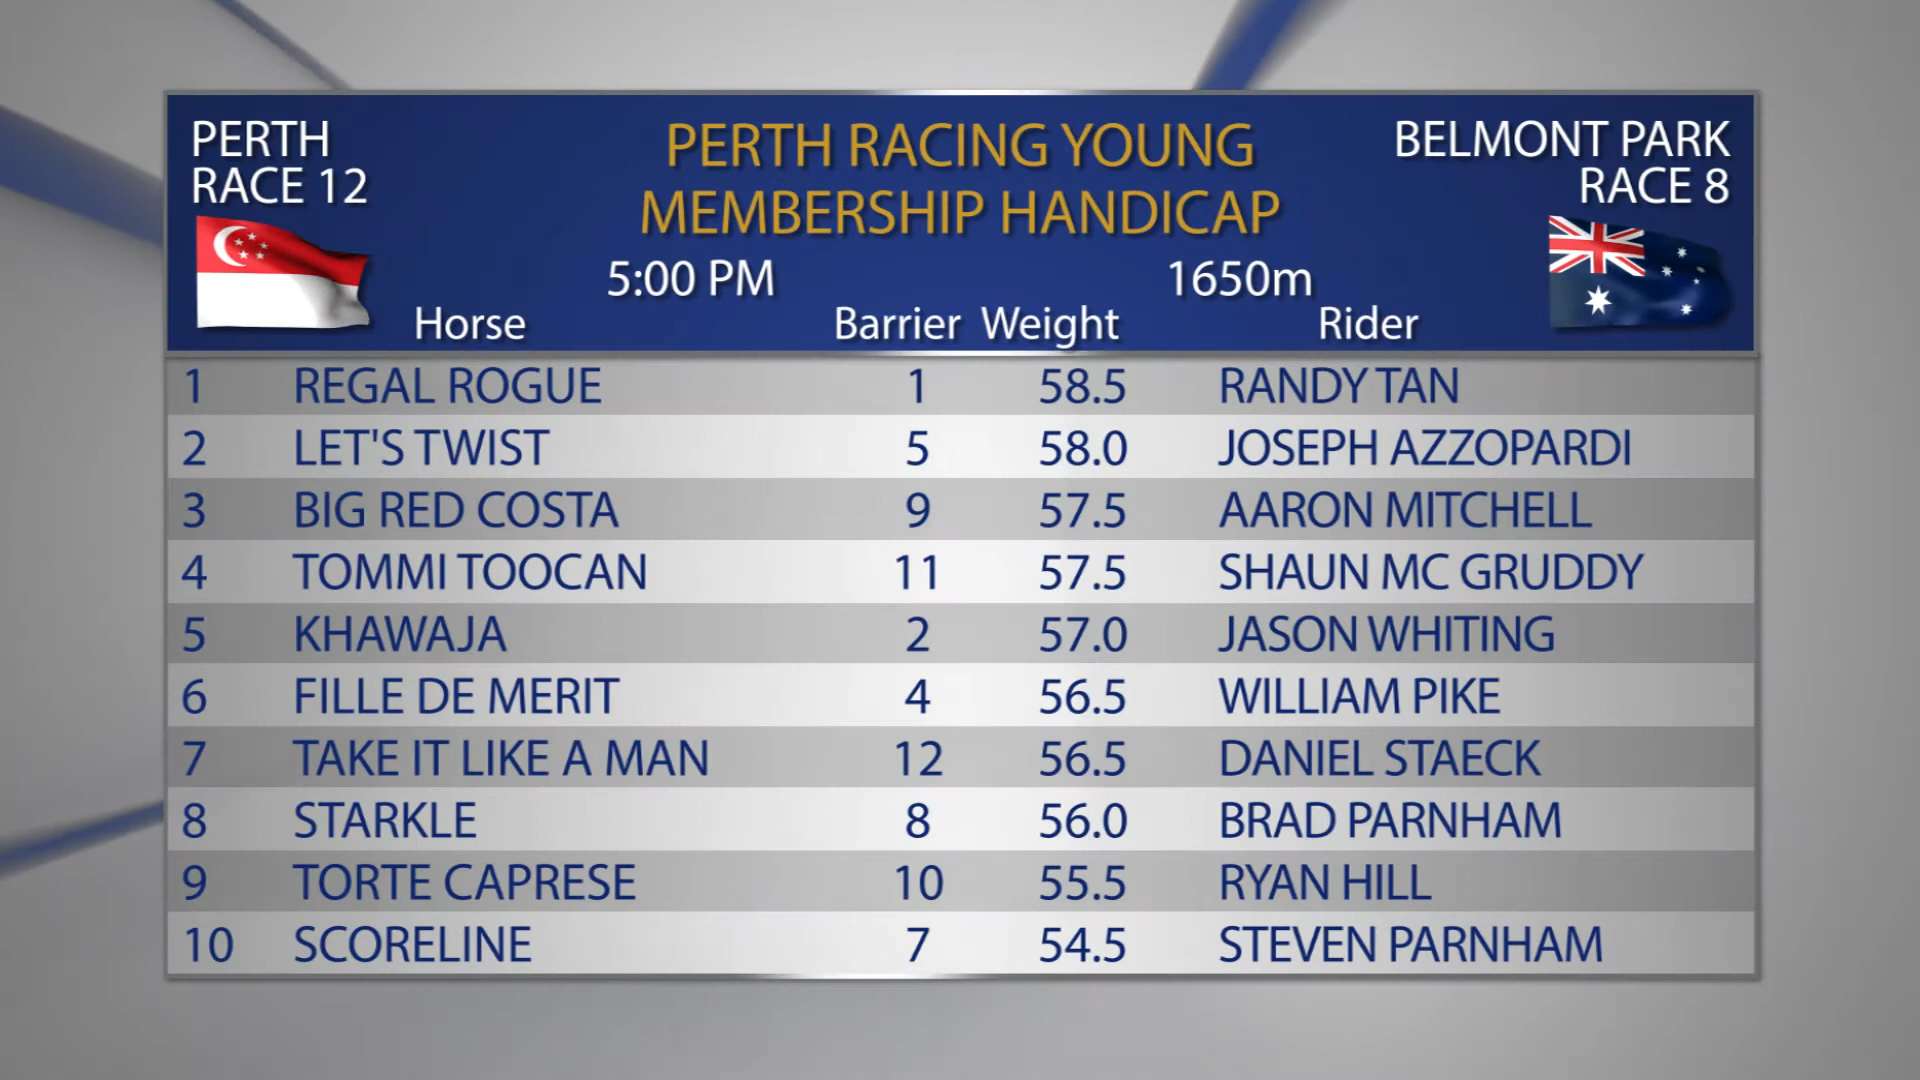 PERTH
RACE 12
PERTH RACING YOUNG
MEMBERSHIP HANDICAP
BELMONT PARK
RACE 8
5:00 PM 1650m
Horse Barrier Weight Rider
1 REGAL ROGUE 1 58.5 RANDY TAN
2 LET'S TWIST 5 58.0 JOSEPH AZZOPARDI
3 BIG RED COSTA 9 57.5 AARON MITCHELL
4 TOMMI TOOCAN 11 57.5 SHAUN MC GRUDDY
5 KHAWAJA 2 57.0 JASON WHITING
6 FILLE DE MERIT 4 56.5 WILLIAM PIKE
7 TAKE IT LIKE A MAN 12 56.5 DANIEL STAECK
8 STARKLE 8 56.0 BRAD PARNHAM
9 TORTE CAPRESE 10 55.5 RYAN HILL
10 SCORELINE 7 54.5 STEVEN PARNHAM